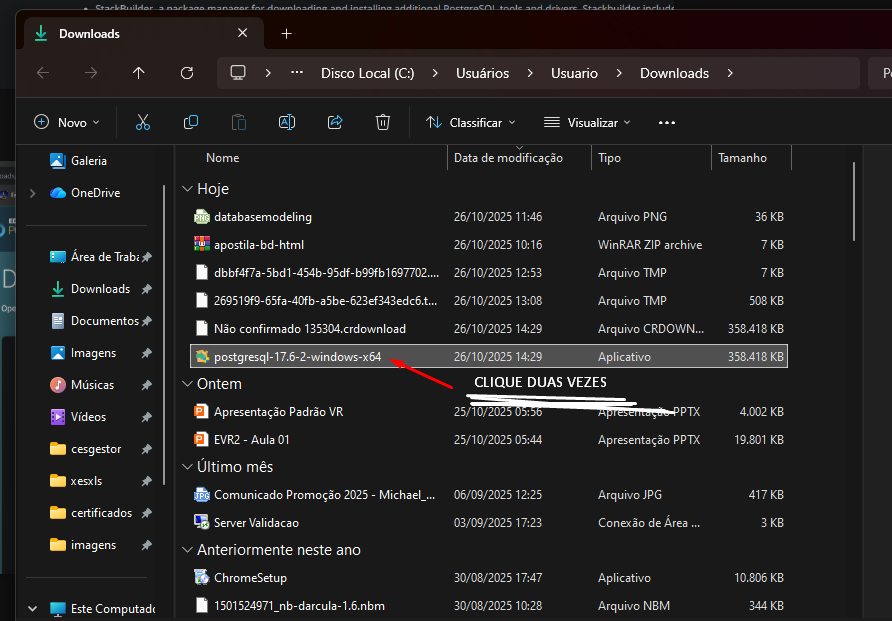 StackBuilder, a package manager for downloading and installing additional PostgreSQL tools and drivers. Stackbuilder include
Downloads
Disco Local (C:) Usuários Usuario Downloads
Novo Classificar Visualizar
Nome Data de modificação Tipo Tamanho
Galeria
OneDrive
Área de Traba
Downloads
Documentos
Imagens
Músicas
Vídeos
cesgestor
xesxls
certificados
imagens
Este Computado
Hoje
databasemodeling 26/10/2025 11:46 Arquivo PNG 36 KB
apostila-bd-html 26/10/2025 10:16 WinRAR ZIP archive 7 KB
dbbf4f7a-5bd1-454b-95df-b99fb1697702.... 26/10/2025 12:53 Arquivo TMP 7 KB
269519f9-65fa-40fb-a5be-623ef343edc6.t... 26/10/2025 13:08 Arquivo TMP 508 KB
Não confirmado 135304.crdownload 26/10/2025 14:29 Arquivo CRDOWN... 358.418 KB
postgresql-17.6-2-windows-x64 26/10/2025 14:29 Aplicativo 358.418 KB
CLIQUE DUAS VEZES
Ontem
Apresentação Padrão VR 25/10/2025 05:56 Apresentação PPTX 4.002 KB
EVR2 - Aula 01 25/10/2025 05:44 Apresentação PPTX 19.801 KB
Último mês
Comunicado Promoção 2025 - Michael_... 06/09/2025 12:25 Arquivo JPG 417 KB
Server Validacao 03/09/2025 17:23 Conexão de Área ... 3 KB
Anteriormente neste ano
ChromeSetup 30/08/2025 17:47 Aplicativo 10.806 KB
1501524971_nb-darcula-1.6.nbm 30/08/2025 10:28 Arquivo NBM 344 KB